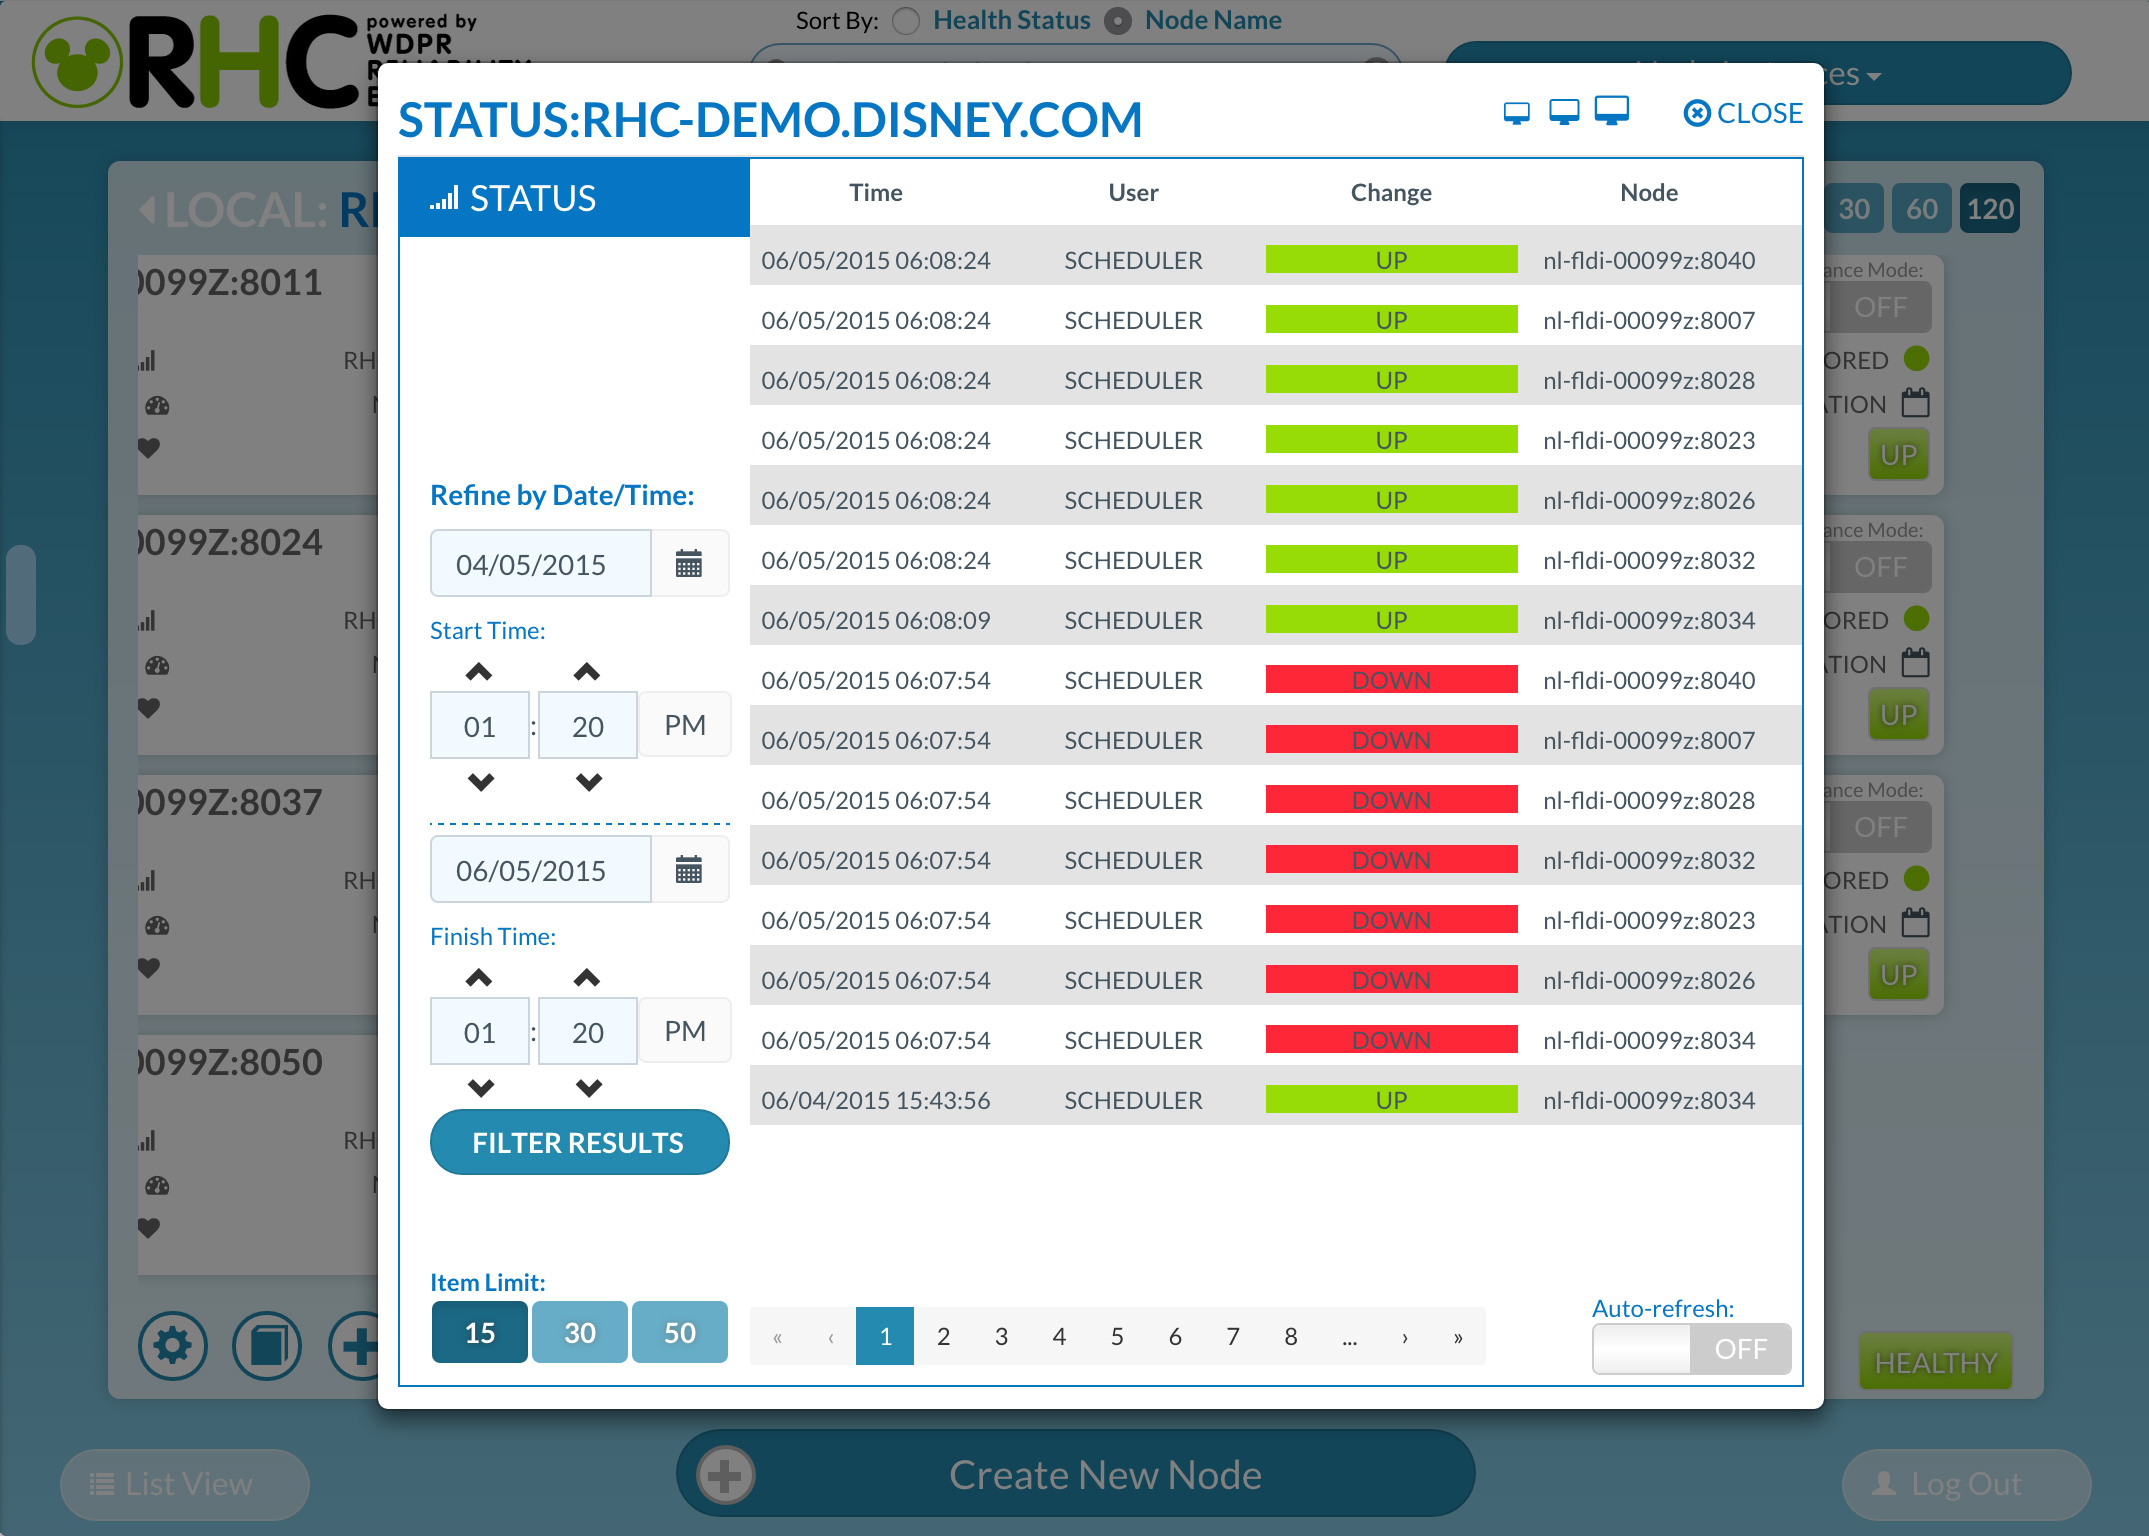 RHC
powered by
WDPR
Sort By: Health Status Node Name
STATUS:RHC-DEMO.DISNEY.COM
CLOSE
STATUS
Time User Change Node
06/05/2015 06:08:24 SCHEDULER UP nl-fldi-00099z:8040
06/05/2015 06:08:24 SCHEDULER UP nl-fldi-00099z:8007
06/05/2015 06:08:24 SCHEDULER UP nl-fldi-00099z:8028
06/05/2015 06:08:24 SCHEDULER UP nl-fldi-00099z:8023
06/05/2015 06:08:24 SCHEDULER UP nl-fldi-00099z:8026
06/05/2015 06:08:24 SCHEDULER UP nl-fldi-00099z:8032
06/05/2015 06:08:09 SCHEDULER UP nl-fldi-00099z:8034
06/05/2015 06:07:54 SCHEDULER DOWN nl-fldi-00099z:8040
06/05/2015 06:07:54 SCHEDULER DOWN nl-fldi-00099z:8007
06/05/2015 06:07:54 SCHEDULER DOWN nl-fldi-00099z:8028
06/05/2015 06:07:54 SCHEDULER DOWN nl-fldi-00099z:8032
06/05/2015 06:07:54 SCHEDULER DOWN nl-fldi-00099z:8023
06/05/2015 06:07:54 SCHEDULER DOWN nl-fldi-00099z:8026
06/05/2015 06:07:54 SCHEDULER DOWN nl-fldi-00099z:8034
06/04/2015 15:43:56 SCHEDULER UP nl-fldi-00099z:8034
Refine by Date/Time:
04/05/2015
Start Time:
01 : 20 PM
06/05/2015
Finish Time:
01 : 20 PM
FILTER RESULTS
Item Limit:
15 30 50
« ‹ 1 2 3 4 5 6 7 8 ... › »
Auto-refresh:
OFF
LOCAL:
0099Z:8011
RH
0099Z:8024
RH
0099Z:8037
RH
0099Z:8050
RH
30 60 120
ance Mode:
OFF
ORED
ATION
UP
ance Mode:
OFF
ORED
ATION
UP
ance Mode:
OFF
ORED
ATION
UP
HEALTHY
List View
Create New Node
Log Out